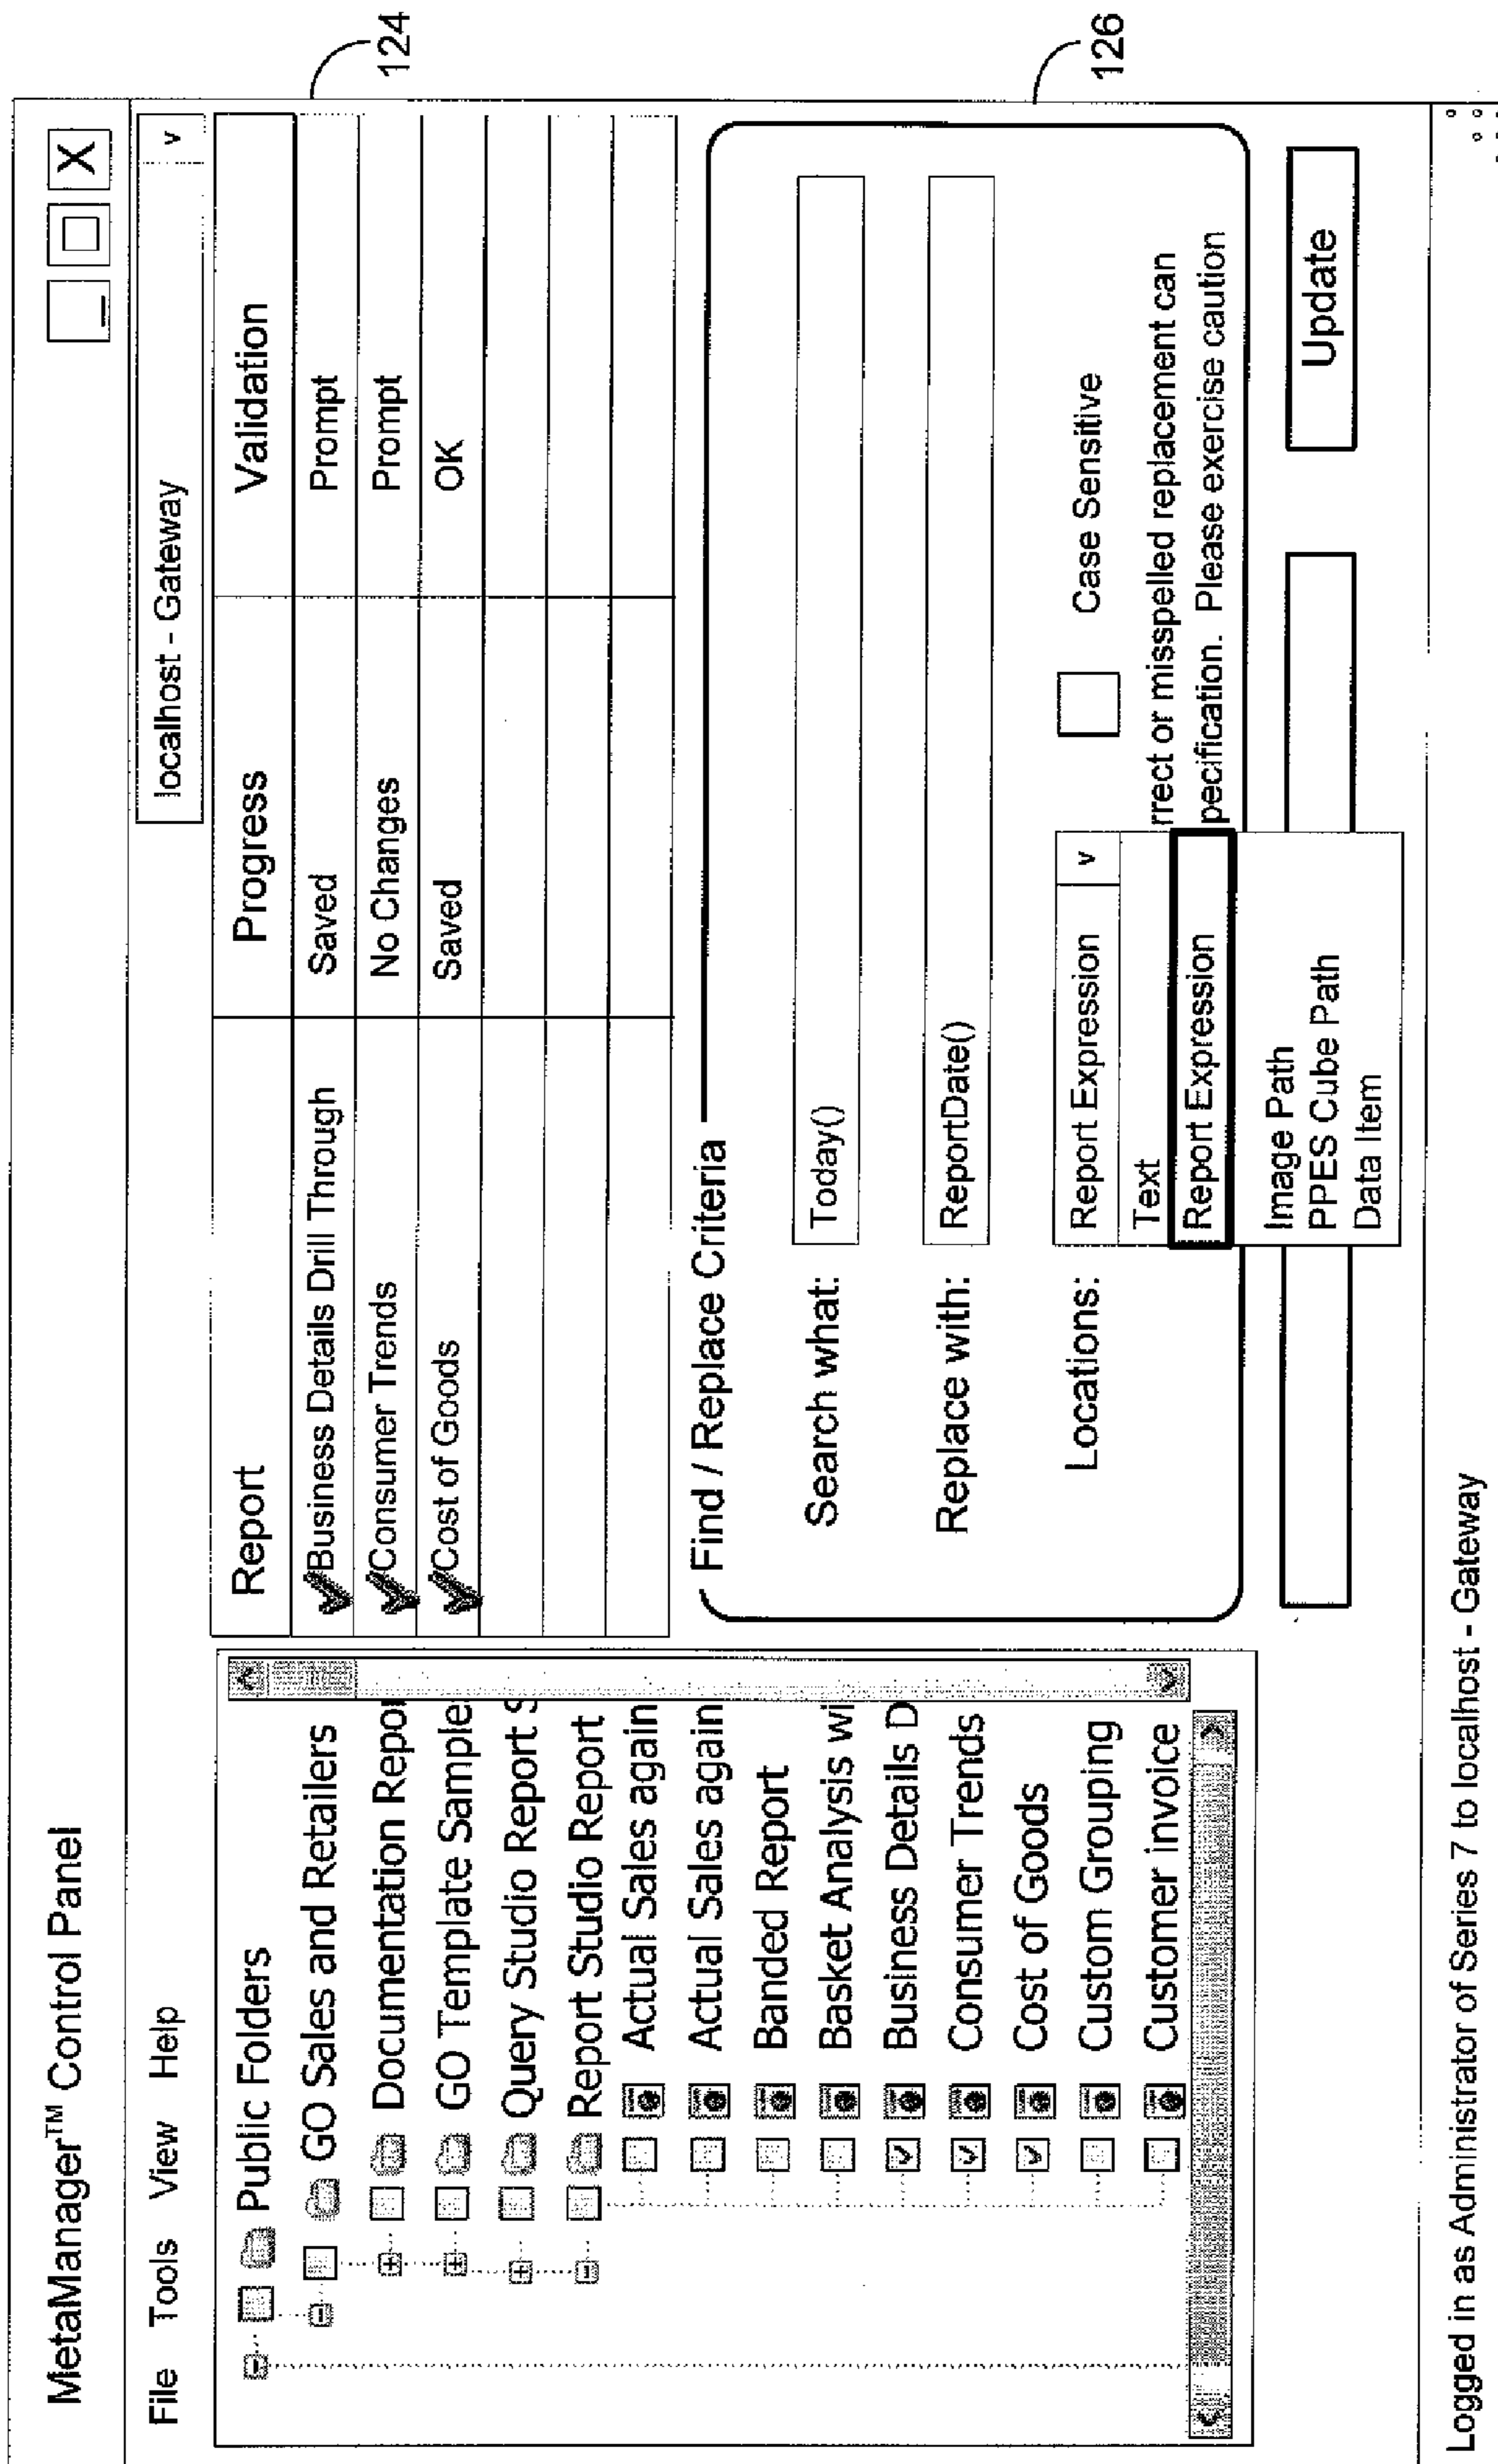 MetaManager™ Control Panel
_ X
File Tools View Help
localhost - Gateway v
Public Folders
GO Sales and Retailers
Documentation Repor
GO Template Sample
Query Studio Report S
Report Studio Report
Actual Sales again
Actual Sales again
Banded Report
Basket Analysis wi
Business Details D
Consumer Trends
Cost of Goods
Custom Grouping
Customer invoice
Report Progress Validation
Business Details Drill Through Saved Prompt
Consumer Trends No Changes Prompt
Cost of Goods Saved OK
124
Find / Replace Criteria
Search what: Today()
Replace with: ReportDate()
Locations: Report Expression v Case Sensitive
Text
Report Expression
Image Path
PPES Cube Path
Data Item
rrect or misspelled replacement can
pecification. Please exercise caution
126
Update
Logged in as Administrator of Series 7 to localhost - Gateway